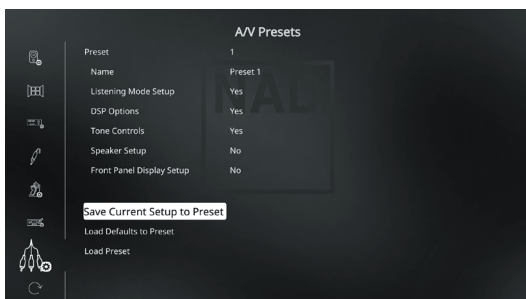 A/V Presets
Preset 1
Name Preset 1
Listening Mode Setup Yes
DSP Options Yes
Tone Controls Yes
Speaker Setup No
Front Panel Display Setup No
NAD
Save Current Setup to Preset
Load Defaults to Preset
Load Preset